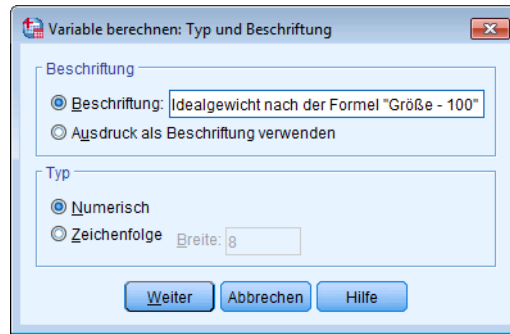 Variable berechnen: Typ und Beschriftung
Beschriftung
Beschriftung: Idealgewicht nach der Formel "Größe - 100"
Ausdruck als Beschriftung verwenden
Typ
Numerisch
Zeichenfolge Breite: 8
Weiter Abbrechen Hilfe